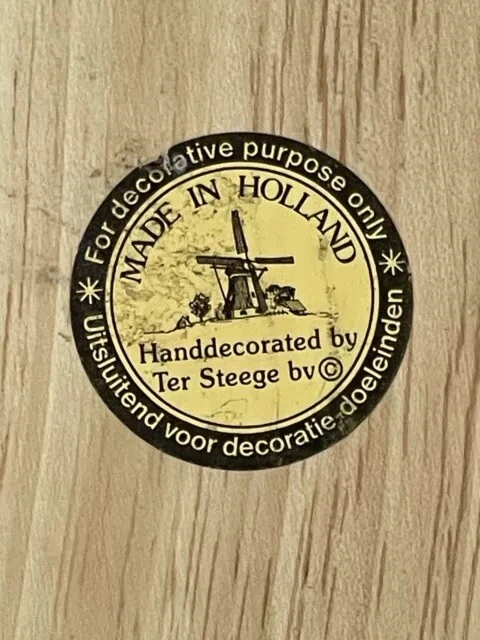 * For decorative purpose only *
MADE IN HOLLAND
Handdecorated by
Ter Steege bv©
Uitsluitend voor decoratie-doeleinden